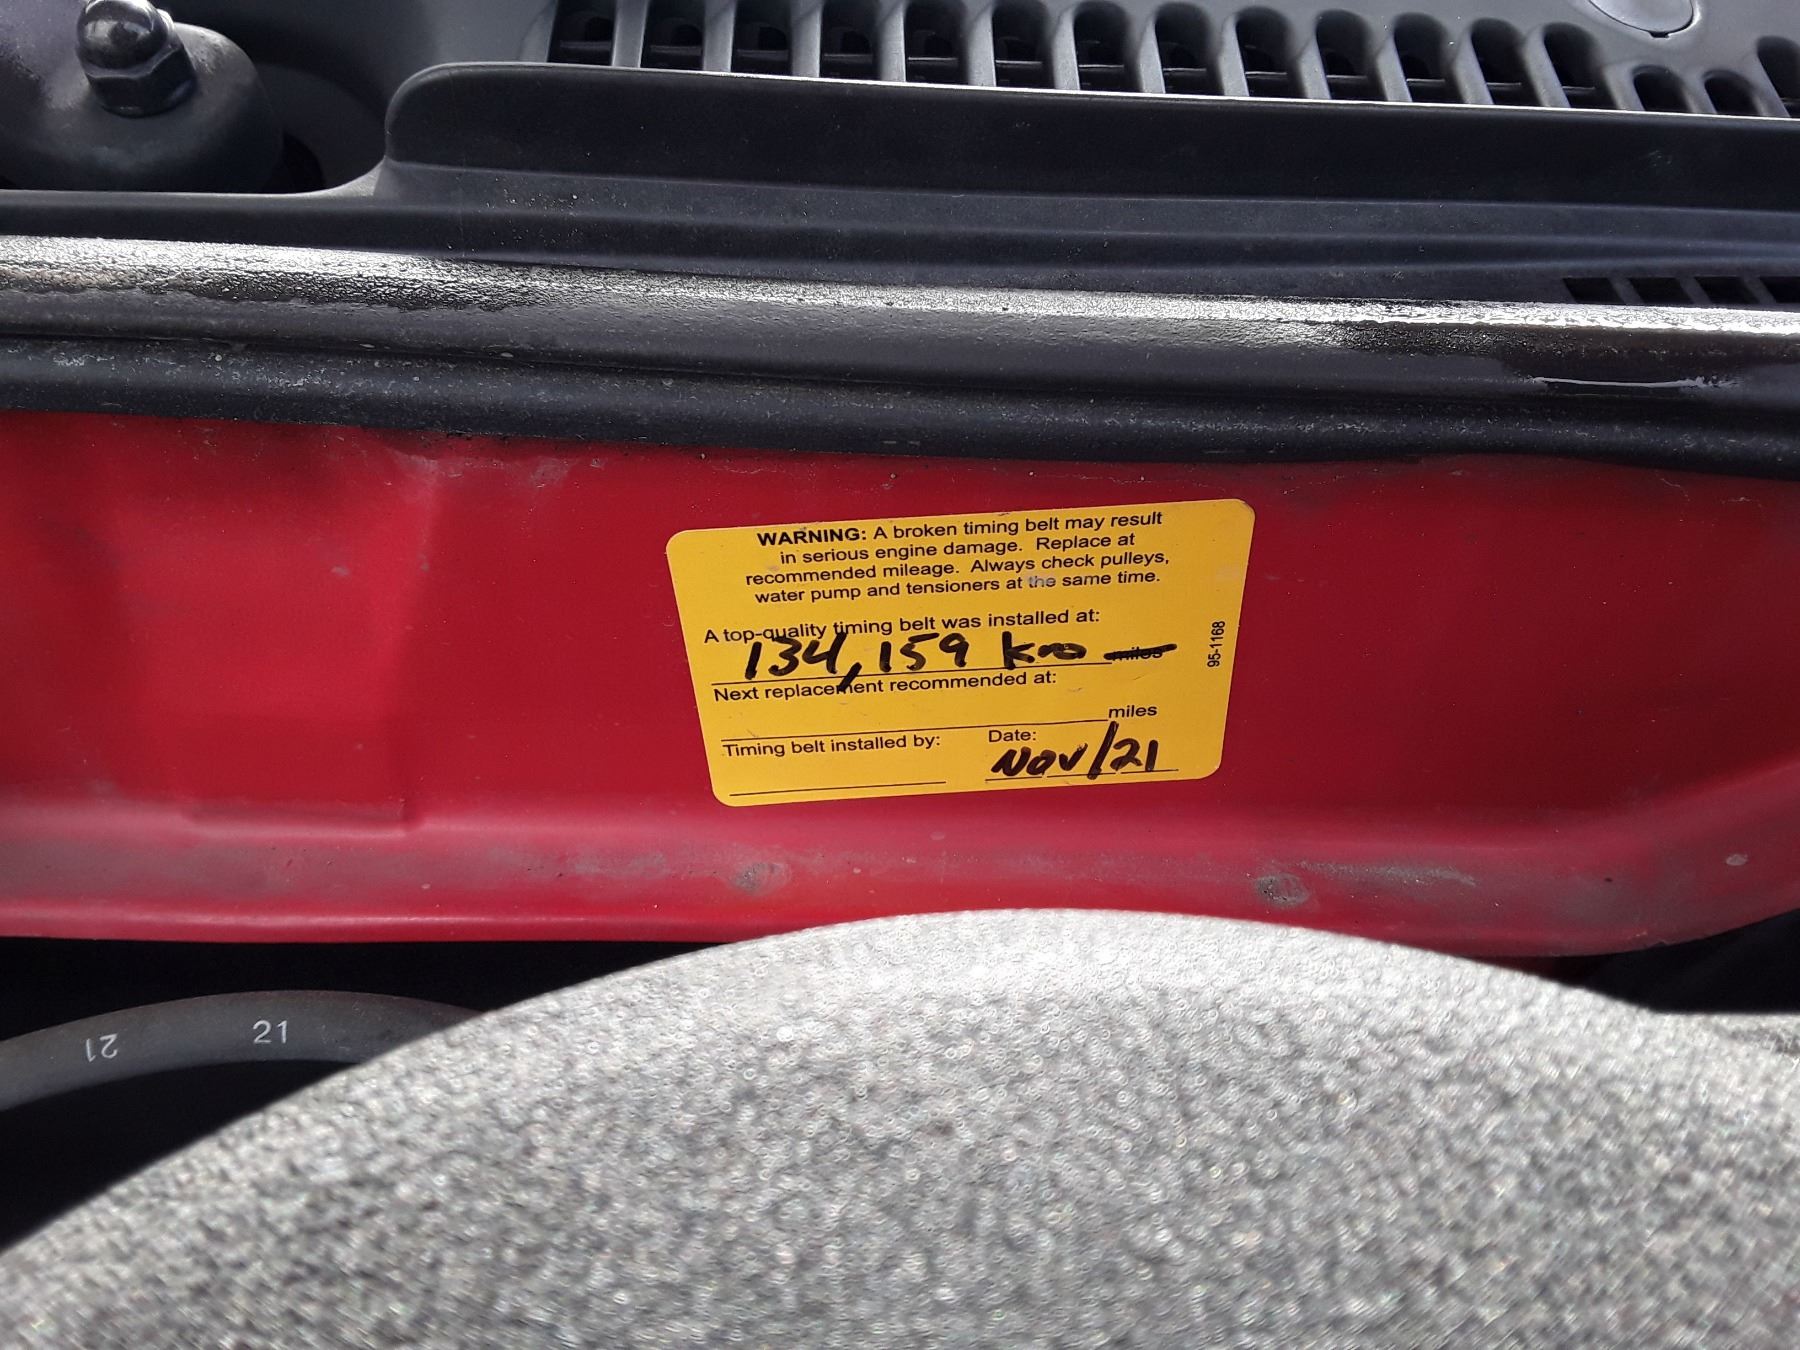 WARNING: A broken timing belt may result
in serious engine damage. Replace at
recommended mileage. Always check pulleys,
water pump and tensioners at the same time.
A top-quality timing belt was installed at:
134,159 km miles
Next replacement recommended at:
miles
Timing belt installed by: Date:
Nov/21
95-1168
21 21